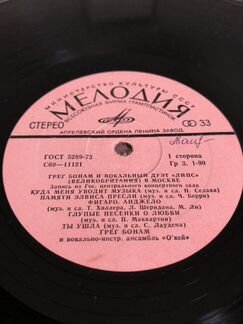 МИНИСТЕРСТВО КУЛЬТУРЫ СССР
МЕЛОДИЯ
ВСЕСОЮЗНАЯ ФИРМА ГРАМПЛАСТИНОК
СТЕРЕО
33
АПРЕЛЕВСКИЙ ОРДЕНА ЛЕНИНА ЗАВОД
ГОСТ 5289-73
1 сторона
С60—11121
Гр 3. 1-90
ГРЕГ БОНАМ И ВОКАЛЬНЫЙ ДУЭТ «ЛИПС»
(ВЕЛИКОБРИТАНИЯ) В МОСКВЕ
Запись из Гос. центрального концертного зала
КУДА МЕНЯ УВОДИТ МУЗЫКА (муз. и сл. Н. Седака)
ПАМЯТИ ЭЛВИСА ПРЕСЛИ (муз. и сл. Ч. Берри)
ФИГАРО. АНДЖЕЛО
(муз. и сл. Т. Хиллера, Л. Шеридана, М. Ли)
ГЛУПЫЕ ПЕСЕНКИ О ЛЮБВИ
(муз. и сл. П. Маккартни)
ТЫ УШЛА (муз. и сл. С. Лаудена)
ГРЕГ БОНАМ
и вокально-инстр. ансамбль «О'кей»